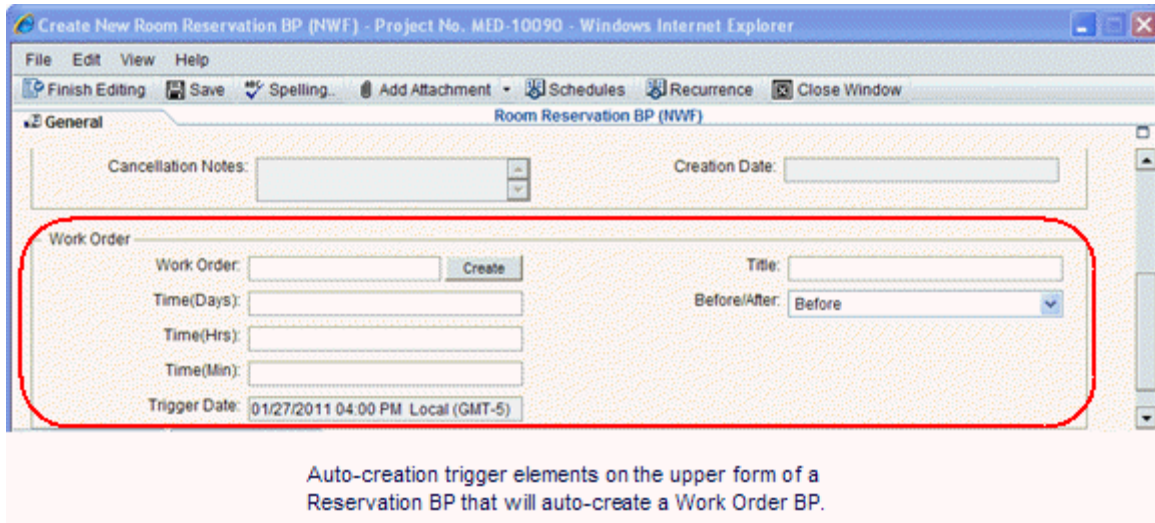 Create New Room Reservation BP (NWF) - Project No. MED-10090 - Windows Internet Explorer
File Edit View Help
Finish Editing Save Spelling.. Add Attachment Schedules Recurrence Close Window
General
Room Reservation BP (NWF)
Cancellation Notes: Creation Date:
Work Order
Work Order: Create Title:
Time(Days): Before/After: Before
Time(Hrs):
Time(Min):
Trigger Date: 01/27/2011 04:00 PM Local (GMT-5)
Auto-creation trigger elements on the upper form of a
Reservation BP that will auto-create a Work Order BP.